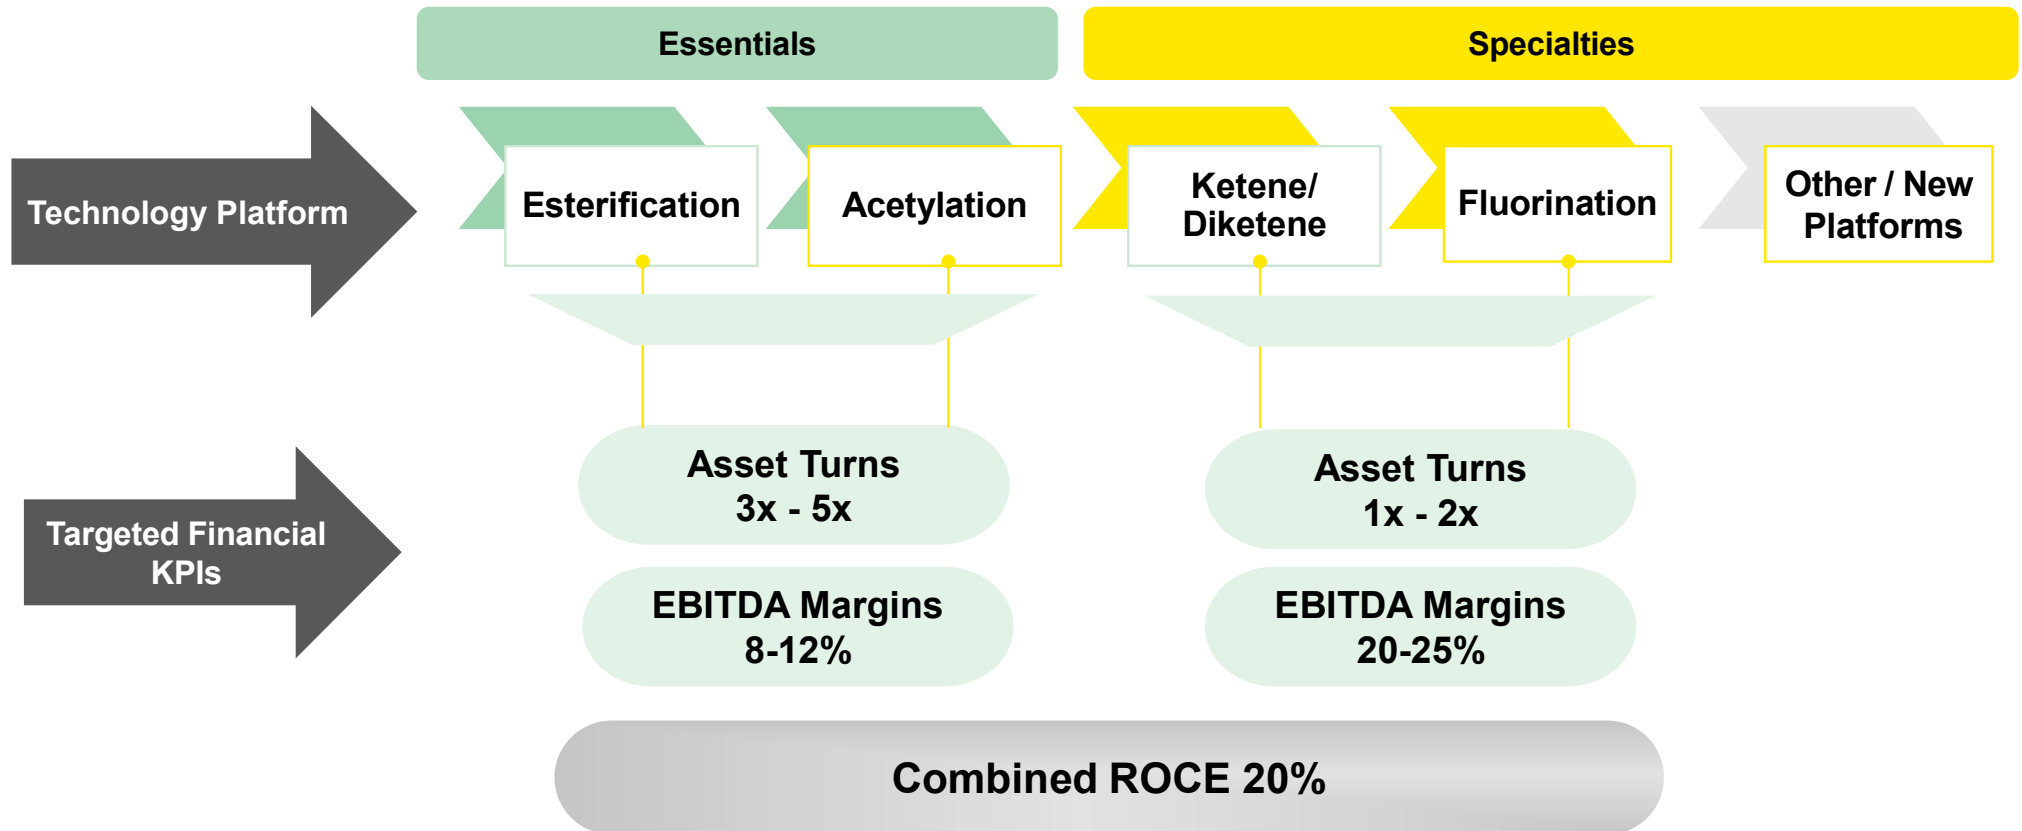 Essentials
Specialties
Technology Platform
Esterification
Acetylation
Ketene/
Diketene
Fluorination
Other / New
Platforms
Targeted Financial
KPIs
Asset Turns
3x - 5x
Asset Turns
1x - 2x
EBITDA Margins
8-12%
EBITDA Margins
20-25%
Combined ROCE 20%